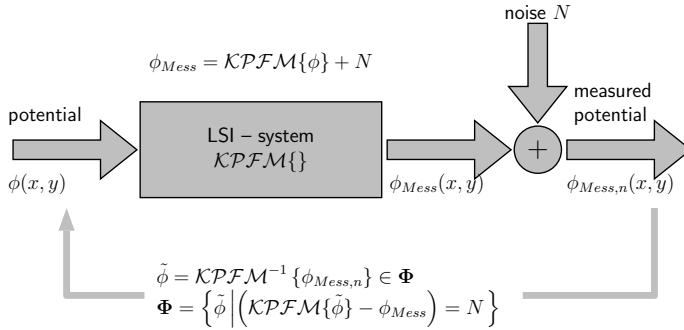 noise N
ϕ_Mess = 𝒦𝒫ℱℳ{ϕ} + N
measured
potential
potential
LSI – system
𝒦𝒫ℱℳ{}
+
ϕ(x, y)
ϕ_Mess(x, y)
ϕ_Mess,n(x, y)
ϕ̃ = 𝒦𝒫ℱℳ⁻¹ {ϕ_Mess,n} ∈ 𝚽
𝚽 = { ϕ̃ | (𝒦𝒫ℱℳ{ϕ̃} − ϕ_Mess) = N }